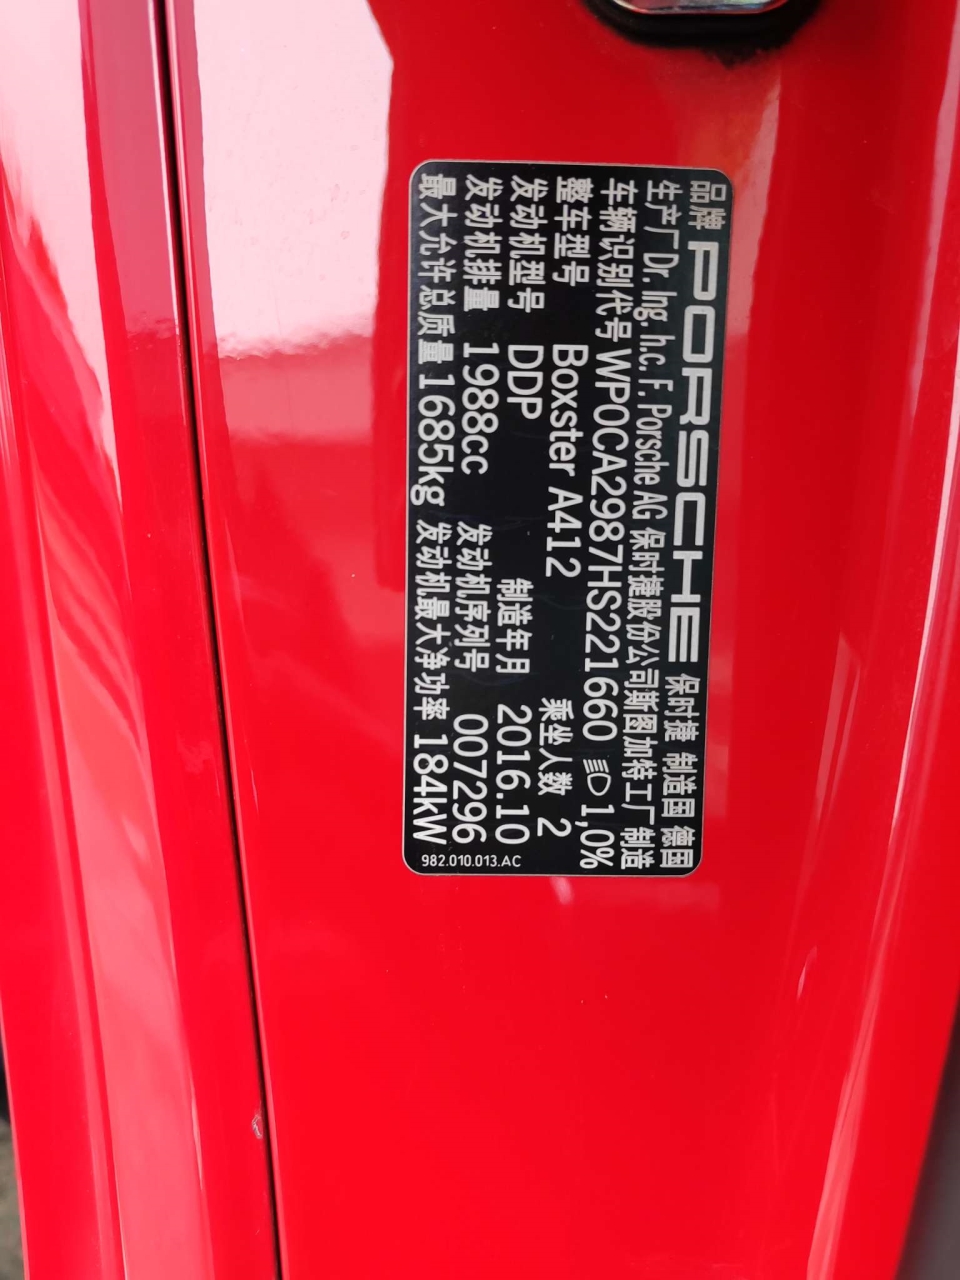 品牌 PORSCHE 保时捷 制造国 德国
生产厂Dr. Ing. h.c. F. Porsche AG 保时捷股份公司斯图加特工厂制造
车辆识别代号 WP0CA2987HS221660 1,0%
整车型号 Boxster A412 乘坐人数 2
发动机型号 DDP 制造年月 2016.10
发动机排量 1988cc 发动机序列号 007296
最大允许总质量 1685kg 发动机最大净功率 184kW
982.010.013.AC